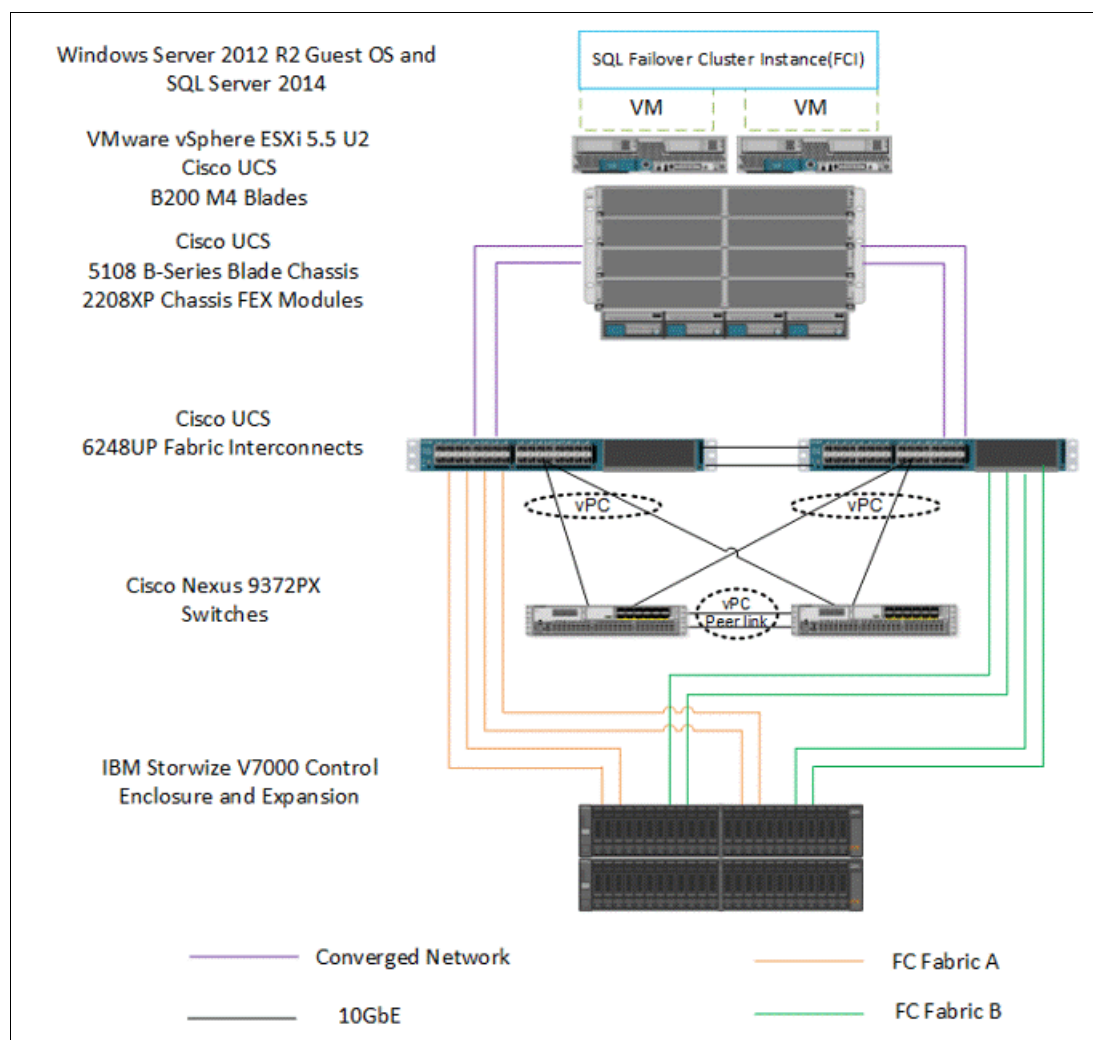 Windows Server 2012 R2 Guest OS and
SQL Server 2014
SQL Failover Cluster Instance(FCI)
VM
VM
VMware vSphere ESXi 5.5 U2
Cisco UCS
B200 M4 Blades
Cisco UCS
5108 B-Series Blade Chassis
2208XP Chassis FEX Modules
Cisco UCS
6248UP Fabric Interconnects
vPC
vPC
Cisco Nexus 9372PX
Switches
vPC
Peer link
IBM Storwize V7000 Control
Enclosure and Expansion
Converged Network
FC Fabric A
10GbE
FC Fabric B